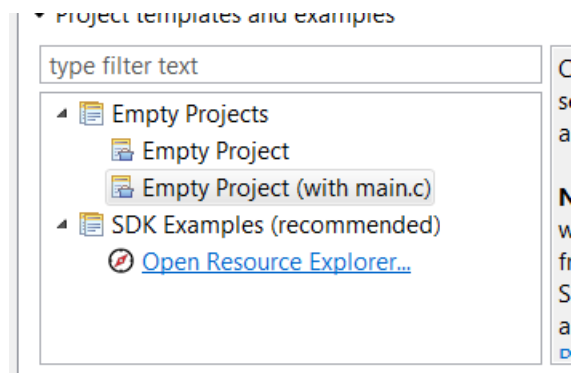 Project templates and examples
type filter text
Empty Projects
Empty Project
Empty Project (with main.c)
SDK Examples (recommended)
Open Resource Explorer...